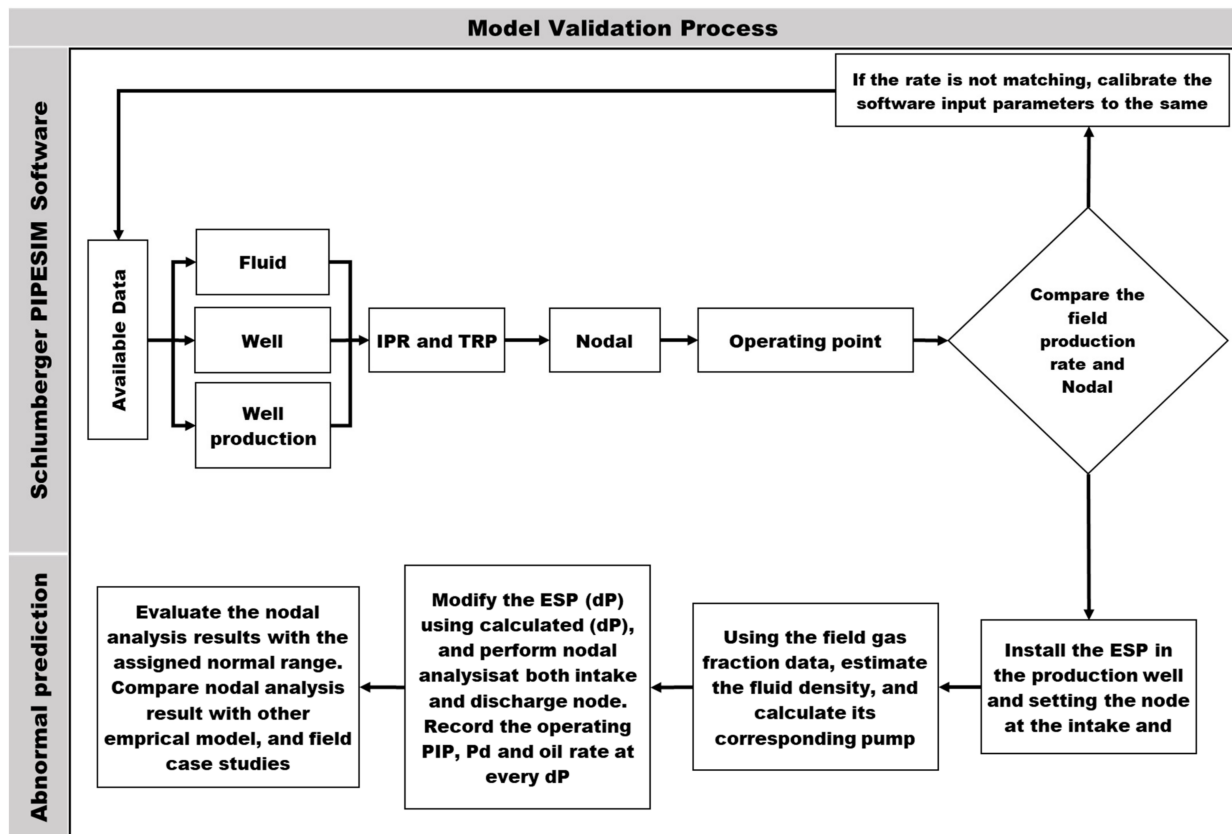 Model Validation Process
Schlumberger PIPESIM Software
If the rate is not matching, calibrate the
software input parameters to the same
Available Data
Fluid
Well
Well
production
IPR and TRP
Nodal
Operating point
Compare the
field
production
rate and
Nodal
Abnormal prediction
Install the ESP in
the production well
and setting the node
at the intake and
Using the field gas
fraction data, estimate
the fluid density, and
calculate its
corresponding pump
Modify the ESP (dP)
using calculated (dP),
and perform nodal
analysisat both intake
and discharge node.
Record the operating
PIP, Pd and oil rate at
every dP
Evaluate the nodal
analysis results with the
assigned normal range.
Compare nodal analysis
result with other
emprical model, and field
case studies